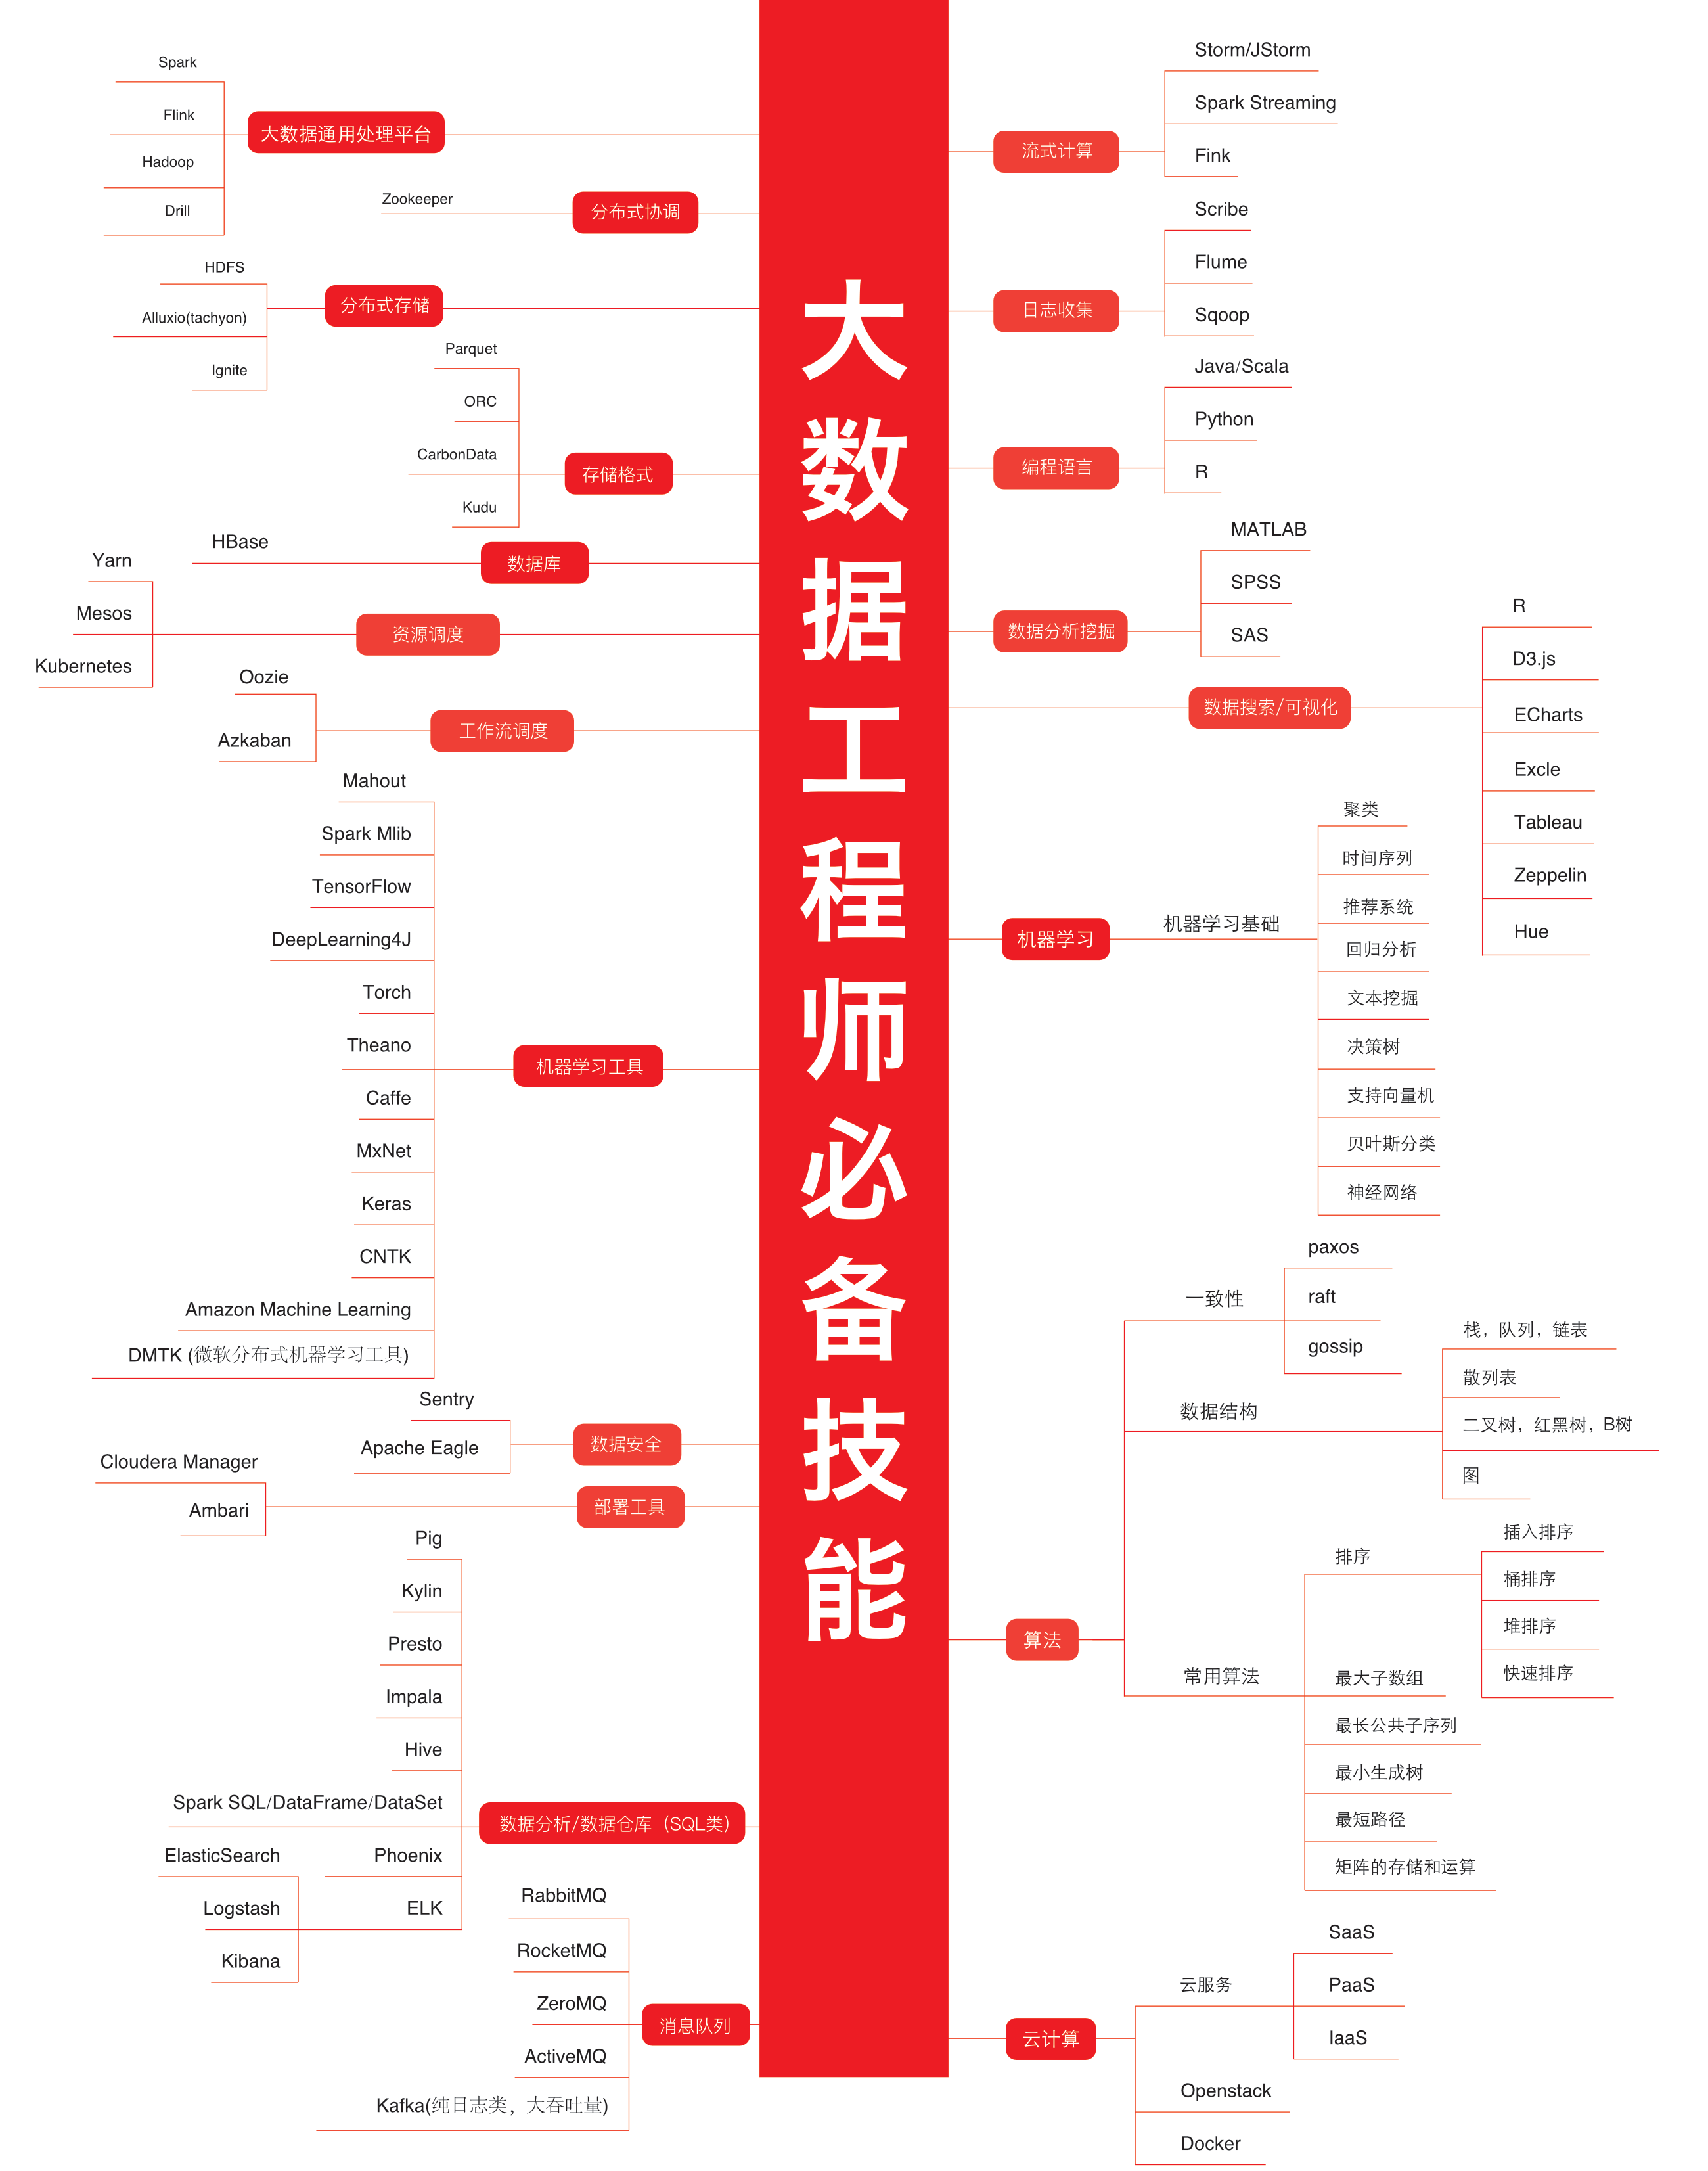 大数据工程师必备技能
Spark
Flink
Hadoop
Drill
大数据通用处理平台
Zookeeper
分布式协调
HDFS
Alluxio(tachyon)
Ignite
分布式存储
Parquet
ORC
CarbonData
Kudu
存储格式
HBase
数据库
Yarn
Mesos
Kubernetes
资源调度
Oozie
Azkaban
工作流调度
Mahout
Spark Mlib
TensorFlow
DeepLearning4J
Torch
Theano
Caffe
MxNet
Keras
CNTK
Amazon Machine Learning
DMTK (微软分布式机器学习工具)
机器学习工具
Sentry
Apache Eagle
数据安全
Cloudera Manager
Ambari
部署工具
Pig
Kylin
Presto
Impala
Hive
Spark SQL/DataFrame/DataSet
Phoenix
ELK
ElasticSearch
Logstash
Kibana
数据分析/数据仓库（SQL类）
RabbitMQ
RocketMQ
ZeroMQ
ActiveMQ
Kafka(纯日志类，大吞吐量)
消息队列
流式计算
Storm/JStorm
Spark Streaming
Fink
日志收集
Scribe
Flume
Sqoop
编程语言
Java/Scala
Python
R
数据分析挖掘
MATLAB
SPSS
SAS
数据搜索/可视化
R
D3.js
ECharts
Excle
Tableau
Zeppelin
Hue
机器学习
机器学习基础
聚类
时间序列
推荐系统
回归分析
文本挖掘
决策树
支持向量机
贝叶斯分类
神经网络
算法
一致性
paxos
raft
gossip
数据结构
栈，队列，链表
散列表
二叉树，红黑树，B树
图
常用算法
排序
插入排序
桶排序
堆排序
快速排序
最大子数组
最长公共子序列
最小生成树
最短路径
矩阵的存储和运算
云计算
云服务
SaaS
PaaS
IaaS
Openstack
Docker